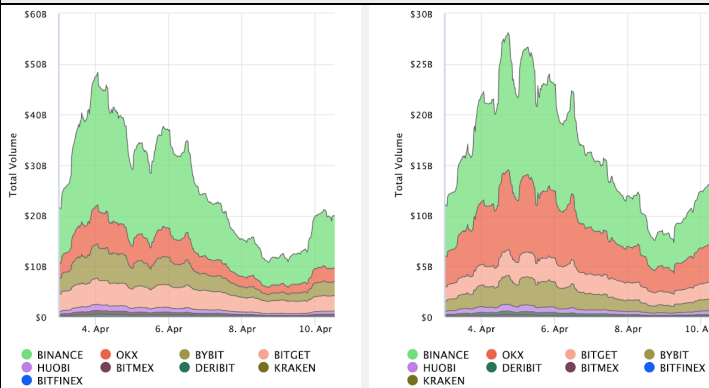 $60B
$50B
$40B
$30B
$20B
$10B
$0
Total Volume
4. Apr
6. Apr
8. Apr
10. Apr
BINANCE
OKX
BYBIT
BITGET
HUOBI
BITMEX
DERIBIT
KRAKEN
BITFINEX
$30B
$25B
$20B
$15B
$10B
$5B
$0
Total Volume
4. Apr
6. Apr
8. Apr
10. A
BINANCE
OKX
BITGET
BYBIT
HUOBI
DERIBIT
BITMEX
BITFINEX
KRAKEN